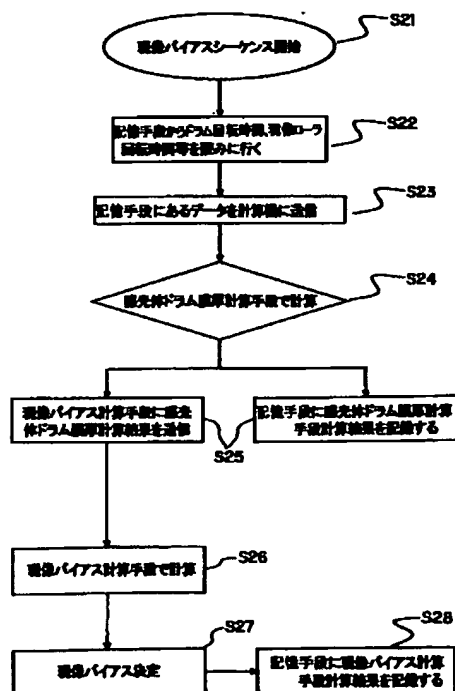 S21
現像バイアスシーケンス開始
記憶手段からドラム回転時間、現像ローラ
回転時間等を読みに行く
S22
S23
記憶手段にあるデータを計算機に送信
S24
感光体ドラム膜厚計算手段で計算
現像バイアス計算手段に感光
体ドラム膜厚計算結果を送信
記憶手段に感光体ドラム膜厚計算
手段計算結果を記録する
S25
S26
現像バイアス計算手段で計算
S27
現像バイアス決定
S28
記憶手段に現像バイアス計算
手段計算結果を記録する